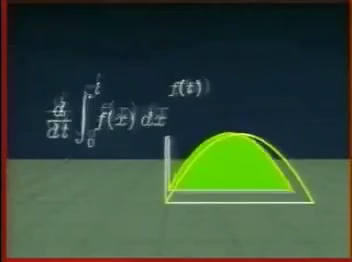 f(t)
d/dt ∫₀ᵗ f(x) dx